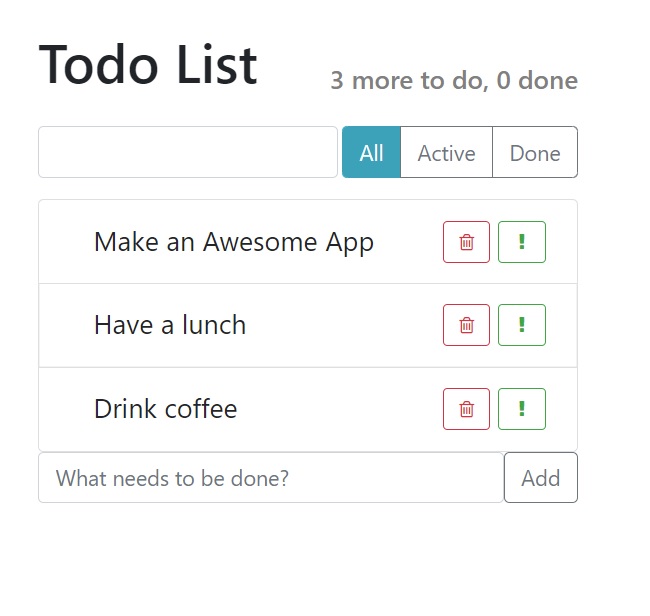 Todo List
3 more to do, 0 done
All Active Done
Make an Awesome App !
Have a lunch !
Drink coffee !
What needs to be done? Add